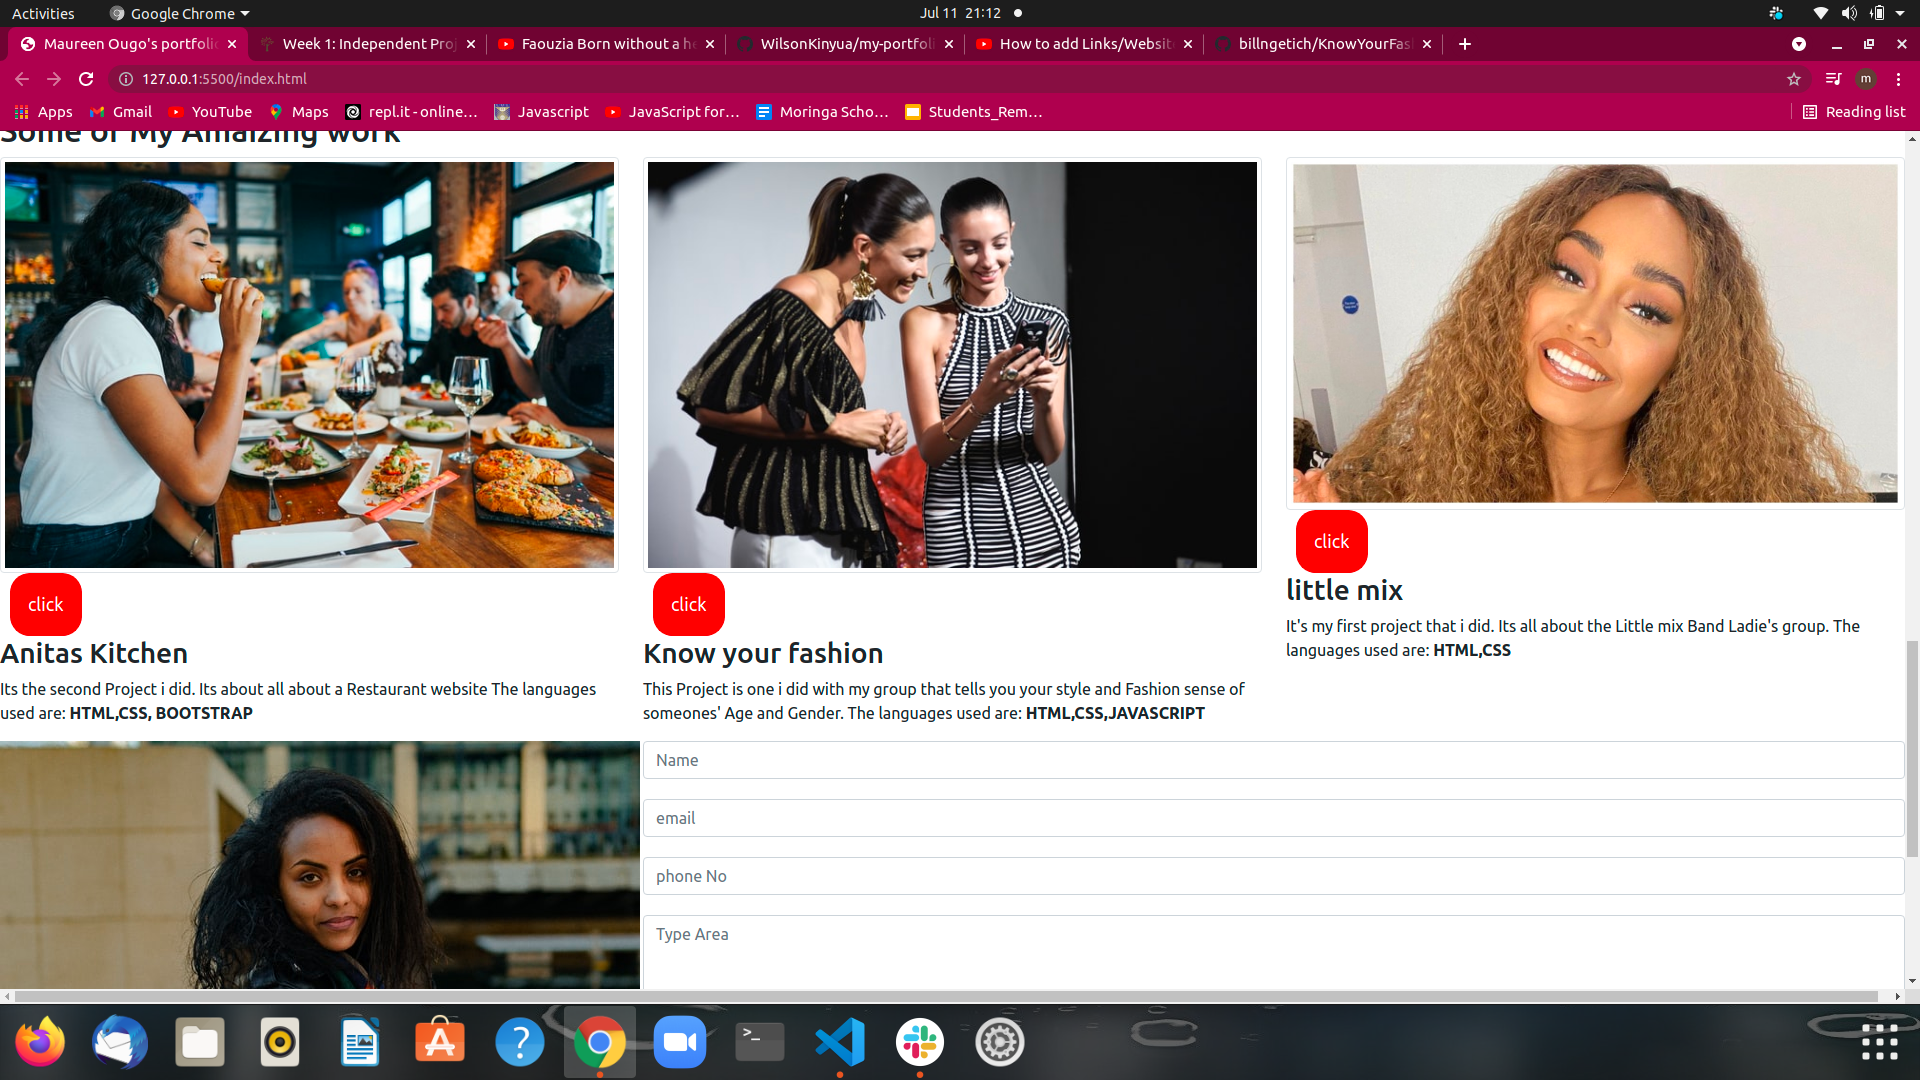 Activities
Google Chrome
Jul 11 21:12
Maureen Ougo's portfolio
Week 1: Independent Proj
Faouzia Born without a he
WilsonKinyua/my-portfoli
How to add Links/Website
billngetich/KnowYourFash
127.0.0.1:5500/index.html
m
Apps
Gmail
YouTube
Maps
repl.it - online...
Javascript
JavaScript for...
Moringa Scho...
Students_Rem...
Reading list
Some of My Amaizing work
click
click
click
Anitas Kitchen
Its the second Project i did. Its about all about a Restaurant website The languages
used are: HTML,CSS, BOOTSTRAP
Know your fashion
This Project is one i did with my group that tells you your style and Fashion sense of
someones' Age and Gender. The languages used are: HTML,CSS,JAVASCRIPT
little mix
It's my first project that i did. Its all about the Little mix Band Ladie's group. The
languages used are: HTML,CSS
Name
email
phone No
Type Area